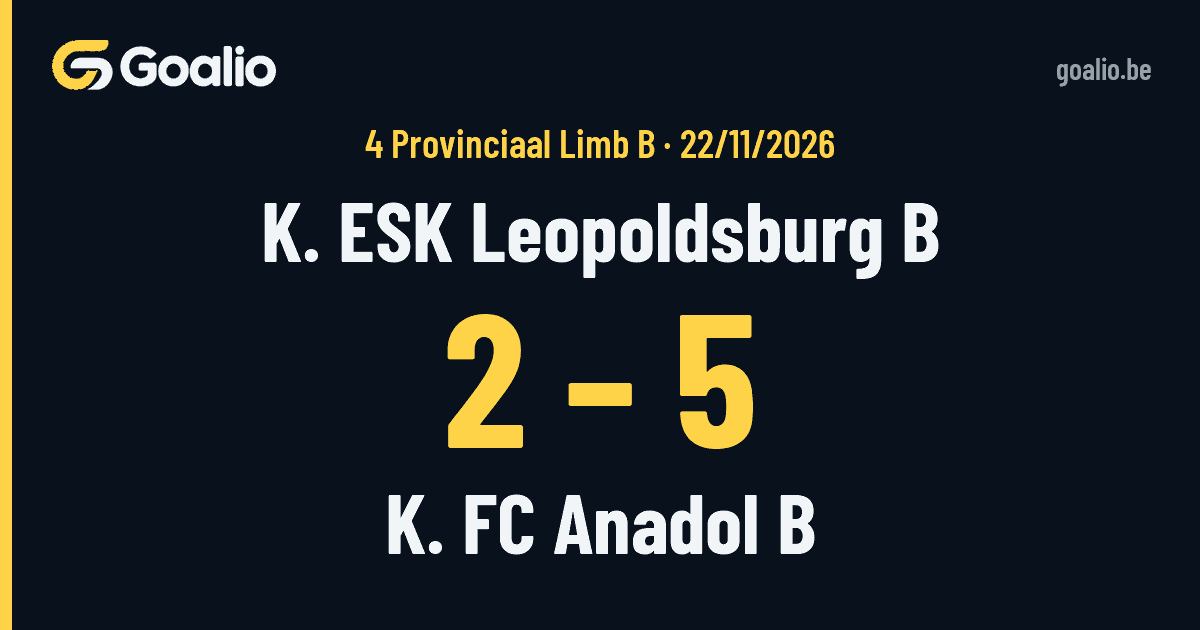 Goalio
goalio.be
4 Provinciaal Limb B · 22/11/2026
K. ESK Leopoldsburg B
2 - 5
K. FC Anadol B